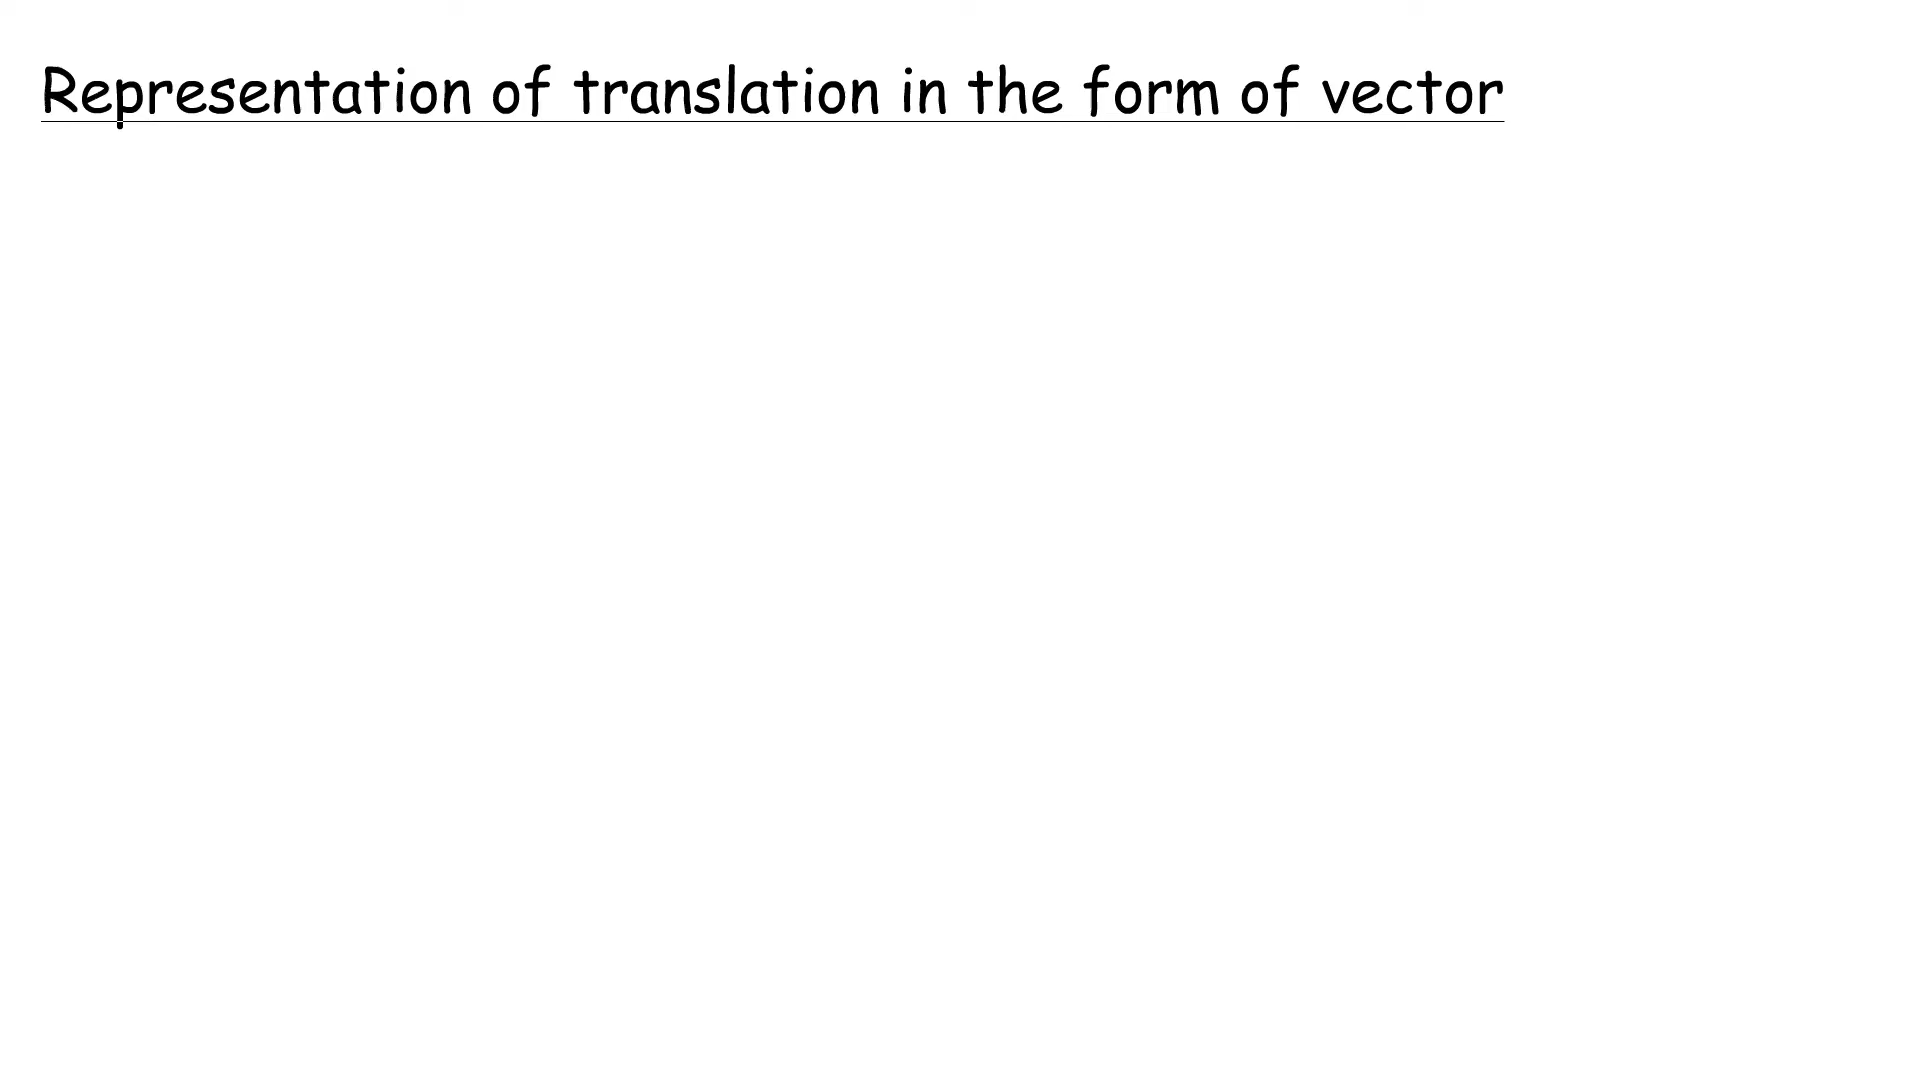 Representation of translation in the form of vector